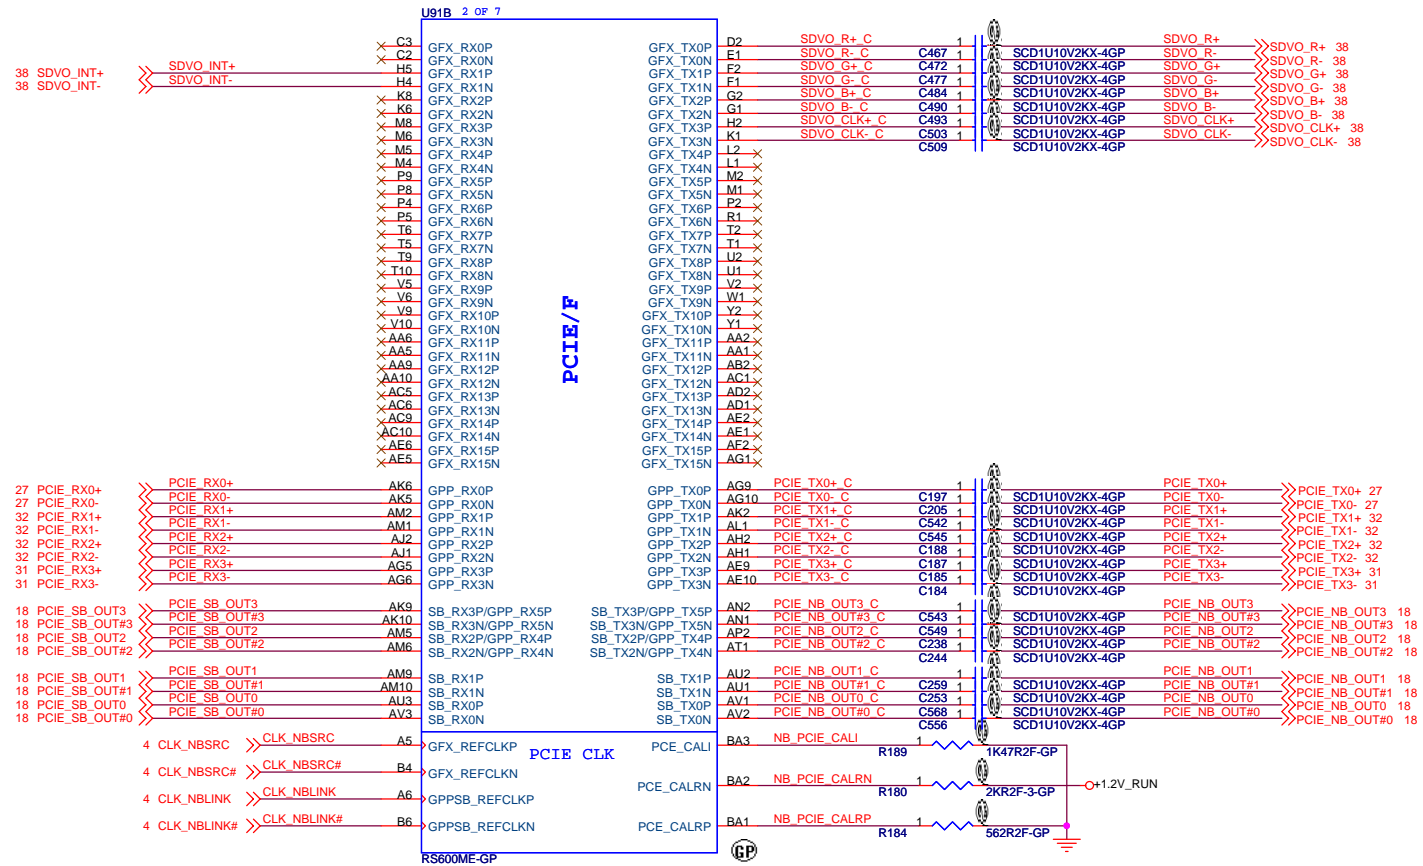 U91B 2 OF 7
C3 GFX_RX0P GFX_TX0P D2 SDVO_R+_C 1 SDVO_R+ SDVO_R+ 38
C2 GFX_RX0N GFX_TX0N E1 SDVO_R-_C C467 1 SCD1U10V2KX-4GP SDVO_R- SDVO_R- 38
38 SDVO_INT+ SDVO_INT+ H5 GFX_RX1P GFX_TX1P F2 SDVO_G+_C C472 1 SCD1U10V2KX-4GP SDVO_G+ SDVO_G+ 38
38 SDVO_INT- SDVO_INT- H4 GFX_RX1N GFX_TX1N F1 SDVO_G-_C C477 1 SCD1U10V2KX-4GP SDVO_G- SDVO_G- 38
K8 GFX_RX2P GFX_TX2P G2 SDVO_B+_C C484 1 SCD1U10V2KX-4GP SDVO_B+ SDVO_B+ 38
K6 GFX_RX2N GFX_TX2N G1 SDVO_B-_C C490 1 SCD1U10V2KX-4GP SDVO_B- SDVO_B- 38
M8 GFX_RX3P GFX_TX3P H2 SDVO_CLK+_C C493 1 SCD1U10V2KX-4GP SDVO_CLK+ SDVO_CLK+ 38
M6 GFX_RX3N GFX_TX3N K1 SDVO_CLK-_C C503 1 SCD1U10V2KX-4GP SDVO_CLK- SDVO_CLK- 38
M5 GFX_RX4P GFX_TX4P L2 C509 SCD1U10V2KX-4GP
M4 GFX_RX4N GFX_TX4N L1
P9 GFX_RX5P GFX_TX5P M2
P8 GFX_RX5N GFX_TX5N M1
P4 GFX_RX6P GFX_TX6P P2
P5 GFX_RX6N GFX_TX6N R1
T6 GFX_RX7P GFX_TX7P T2
T5 GFX_RX7N GFX_TX7N T1
T9 GFX_RX8P GFX_TX8P U2
T10 GFX_RX8N GFX_TX8N U1
V5 GFX_RX9P GFX_TX9P V2
V6 GFX_RX9N GFX_TX9N W1
V9 GFX_RX10P GFX_TX10P Y2
V10 GFX_RX10N GFX_TX10N Y1
AA6 GFX_RX11P GFX_TX11P AA2
AA5 GFX_RX11N GFX_TX11N AA1
AA9 GFX_RX12P GFX_TX12P AB2
AA10 GFX_RX12N GFX_TX12N AC1
AC5 GFX_RX13P GFX_TX13P AD2
AC6 GFX_RX13N GFX_TX13N AD1
AC9 GFX_RX14P GFX_TX14P AE2
AC10 GFX_RX14N GFX_TX14N AE1
AE6 GFX_RX15P GFX_TX15P AF2
AE5 GFX_RX15N GFX_TX15N AG1
PCIE/F
27 PCIE_RX0+ PCIE_RX0+ AK6 GPP_RX0P GPP_TX0P AG9 PCIE_TX0+_C 1 PCIE_TX0+ PCIE_TX0+ 27
27 PCIE_RX0- PCIE_RX0- AK5 GPP_RX0N GPP_TX0N AG10 PCIE_TX0-_C C197 1 SCD1U10V2KX-4GP PCIE_TX0- PCIE_TX0- 27
32 PCIE_RX1+ PCIE_RX1+ AM2 GPP_RX1P GPP_TX1P AK2 PCIE_TX1+_C C205 1 SCD1U10V2KX-4GP PCIE_TX1+ PCIE_TX1+ 32
32 PCIE_RX1- PCIE_RX1- AM1 GPP_RX1N GPP_TX1N AL1 PCIE_TX1-_C C542 1 SCD1U10V2KX-4GP PCIE_TX1- PCIE_TX1- 32
32 PCIE_RX2+ PCIE_RX2+ AJ2 GPP_RX2P GPP_TX2P AH2 PCIE_TX2+_C C545 1 SCD1U10V2KX-4GP PCIE_TX2+ PCIE_TX2+ 32
32 PCIE_RX2- PCIE_RX2- AJ1 GPP_RX2N GPP_TX2N AH1 PCIE_TX2-_C C188 1 SCD1U10V2KX-4GP PCIE_TX2- PCIE_TX2- 32
31 PCIE_RX3+ PCIE_RX3+ AG5 GPP_RX3P GPP_TX3P AE9 PCIE_TX3+_C C187 1 SCD1U10V2KX-4GP PCIE_TX3+ PCIE_TX3+ 31
31 PCIE_RX3- PCIE_RX3- AG6 GPP_RX3N GPP_TX3N AE10 PCIE_TX3-_C C185 1 SCD1U10V2KX-4GP PCIE_TX3- PCIE_TX3- 31
C184 SCD1U10V2KX-4GP
18 PCIE_SB_OUT3 PCIE_SB_OUT3 AK9 SB_RX3P/GPP_RX5P SB_TX3P/GPP_TX5P AN2 PCIE_NB_OUT3_C 1 PCIE_NB_OUT3 PCIE_NB_OUT3 18
18 PCIE_SB_OUT#3 PCIE_SB_OUT#3 AK10 SB_RX3N/GPP_RX5N SB_TX3N/GPP_TX5N AN1 PCIE_NB_OUT#3_C C543 1 SCD1U10V2KX-4GP PCIE_NB_OUT#3 PCIE_NB_OUT#3 18
18 PCIE_SB_OUT2 PCIE_SB_OUT2 AM5 SB_RX2P/GPP_RX4P SB_TX2P/GPP_TX4P AP2 PCIE_NB_OUT2_C C549 1 SCD1U10V2KX-4GP PCIE_NB_OUT2 PCIE_NB_OUT2 18
18 PCIE_SB_OUT#2 PCIE_SB_OUT#2 AM6 SB_RX2N/GPP_RX4N SB_TX2N/GPP_TX4N AT1 PCIE_NB_OUT#2_C C238 1 SCD1U10V2KX-4GP PCIE_NB_OUT#2 PCIE_NB_OUT#2 18
C244 SCD1U10V2KX-4GP
18 PCIE_SB_OUT1 PCIE_SB_OUT1 AM9 SB_RX1P SB_TX1P AU2 PCIE_NB_OUT1_C 1 PCIE_NB_OUT1 PCIE_NB_OUT1 18
18 PCIE_SB_OUT#1 PCIE_SB_OUT#1 AM10 SB_RX1N SB_TX1N AU1 PCIE_NB_OUT#1_C C259 1 SCD1U10V2KX-4GP PCIE_NB_OUT#1 PCIE_NB_OUT#1 18
18 PCIE_SB_OUT0 PCIE_SB_OUT0 AU3 SB_RX0P SB_TX0P AV1 PCIE_NB_OUT0_C C253 1 SCD1U10V2KX-4GP PCIE_NB_OUT0 PCIE_NB_OUT0 18
18 PCIE_SB_OUT#0 PCIE_SB_OUT#0 AV3 SB_RX0N SB_TX0N AV2 PCIE_NB_OUT#0_C C568 1 SCD1U10V2KX-4GP PCIE_NB_OUT#0 PCIE_NB_OUT#0 18
C556 SCD1U10V2KX-4GP
4 CLK_NBSRC CLK_NBSRC A5 GFX_REFCLKP PCIE CLK PCE_CALI BA3 NB_PCIE_CALI R189 1 1K47R2F-GP
4 CLK_NBSRC# CLK_NBSRC# B4 GFX_REFCLKN
PCE_CALRN BA2 NB_PCIE_CALRN R180 1 2KR2F-3-GP +1.2V_RUN
4 CLK_NBLINK CLK_NBLINK A6 GPPSB_REFCLKP
4 CLK_NBLINK# CLK_NBLINK# B6 GPPSB_REFCLKN PCE_CALRP BA1 NB_PCIE_CALRP R184 1 562R2F-GP
RS600ME-GP
GP